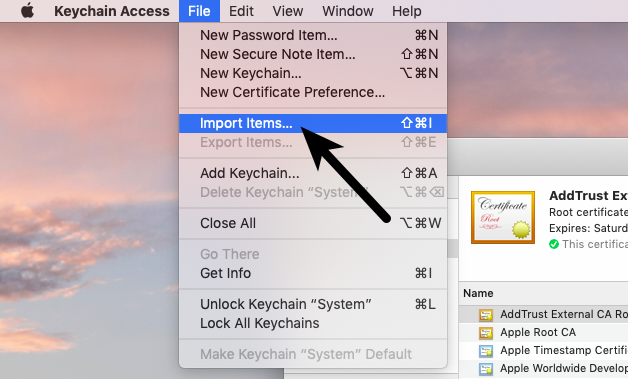 Keychain Access File Edit View Window Help
New Password Item... ⌘N
New Secure Note Item... ⇧⌘N
New Keychain... ⌥⌘N
New Certificate Preference...
Import Items... ⇧⌘I
Export Items... ⇧⌘E
Add Keychain... ⇧⌘A
Delete Keychain “System” ⌥⌘⌫
Close All ⌥⌘W
Go There
Get Info ⌘I
Unlock Keychain “System” ⌘L
Lock All Keychains
Make Keychain “System” Default
Certificate
Root
AddTrust Ex
Root certificate
Expires: Saturd
This certifica
Name
AddTrust External CA Ro
Apple Root CA
Apple Timestamp Certifi
Apple Worldwide Develop